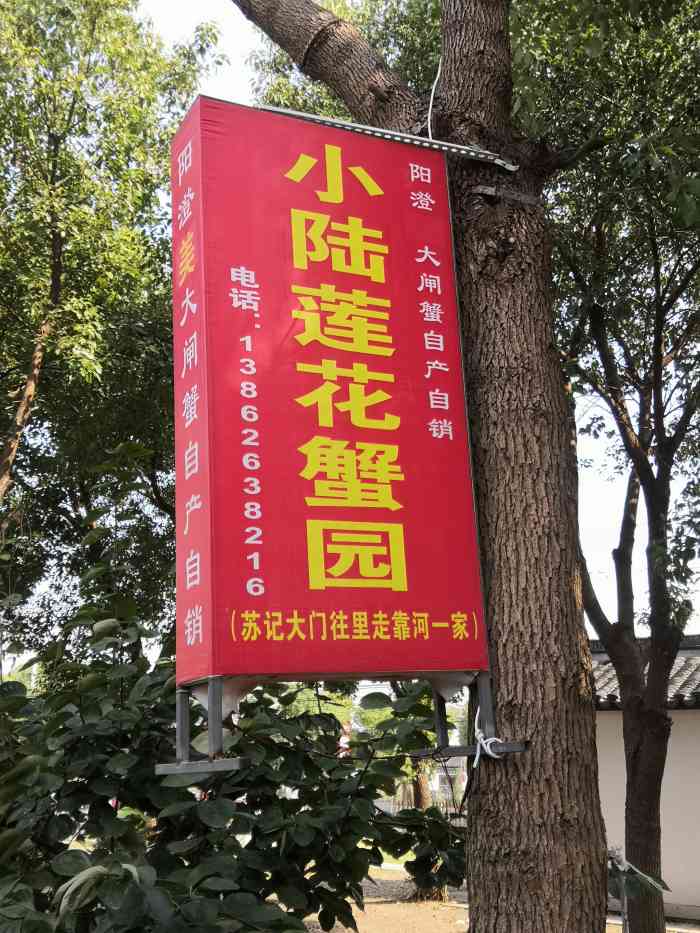 阳澄美大闸蟹自产自销
阳澄 大闸蟹自产自销
小陆莲花蟹园
电话:13862638216
(苏记大门往里走靠河一家)